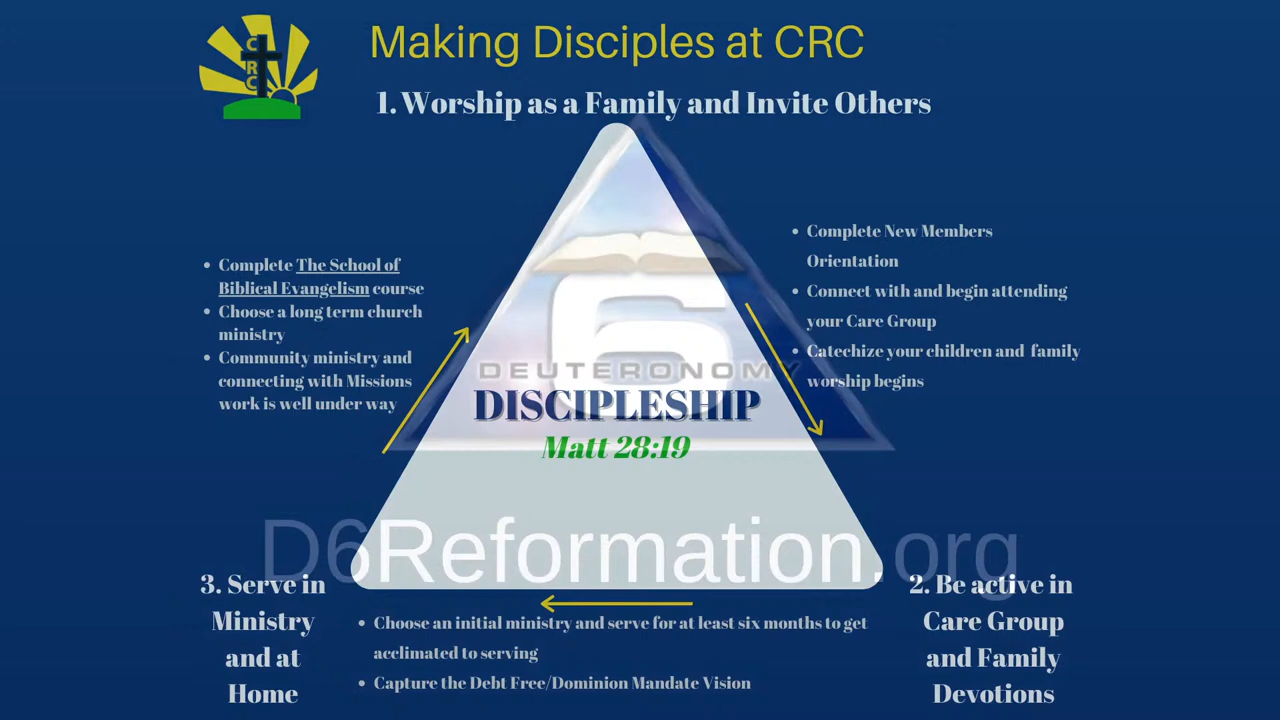 CRC
Making Disciples at CRC
1. Worship as a Family and Invite Others
• Complete The School of
Biblical Evangelism course
• Choose a long term church
ministry
• Community ministry and
connecting with Missions
work is well under way
• Complete New Members
Orientation
• Connect with and begin attending
your Care Group
• Catechize your children and family
worship begins
6
DEUTERONOMY
DISCIPLESHIP
Matt 28:19
D6Reformation.org
3. Serve in
Ministry
and at
Home
• Choose an initial ministry and serve for at least six months to get
acclimated to serving
• Capture the Debt Free/Dominion Mandate Vision
2. Be active in
Care Group
and Family
Devotions